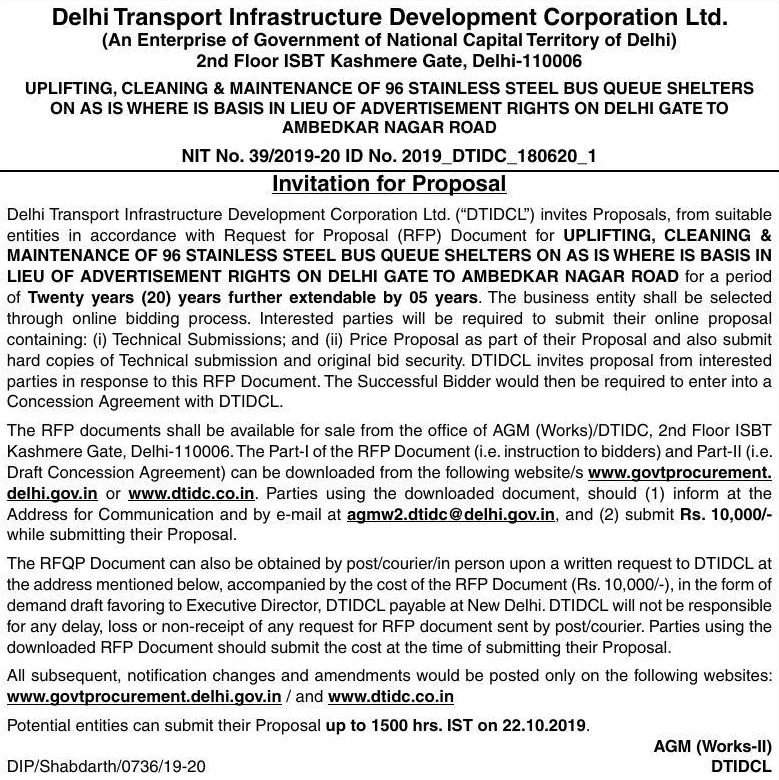 Delhi Transport Infrastructure Development Corporation Ltd.
(An Enterprise of Government of National Capital Territory of Delhi)
2nd Floor ISBT Kashmere Gate, Delhi-110006
UPLIFTING, CLEANING & MAINTENANCE OF 96 STAINLESS STEEL BUS QUEUE SHELTERS
ON AS IS WHERE IS BASIS IN LIEU OF ADVERTISEMENT RIGHTS ON DELHI GATE TO
AMBEDKAR NAGAR ROAD
NIT No. 39/2019-20 ID No. 2019_DTIDC_180620_1
Invitation for Proposal
Delhi Transport Infrastructure Development Corporation Ltd. (“DTIDCL”) invites Proposals, from suitable
entities in accordance with Request for Proposal (RFP) Document for UPLIFTING, CLEANING &
MAINTENANCE OF 96 STAINLESS STEEL BUS QUEUE SHELTERS ON AS IS WHERE IS BASIS IN
LIEU OF ADVERTISEMENT RIGHTS ON DELHI GATE TO AMBEDKAR NAGAR ROAD for a period
of Twenty years (20) years further extendable by 05 years. The business entity shall be selected
through online bidding process. Interested parties will be required to submit their online proposal
containing: (i) Technical Submissions; and (ii) Price Proposal as part of their Proposal and also submit
hard copies of Technical submission and original bid security. DTIDCL invites proposal from interested
parties in response to this RFP Document. The Successful Bidder would then be required to enter into a
Concession Agreement with DTIDCL.
The RFP documents shall be available for sale from the office of AGM (Works)/DTIDC, 2nd Floor ISBT
Kashmere Gate, Delhi-110006. The Part-I of the RFP Document (i.e. instruction to bidders) and Part-II (i.e.
Draft Concession Agreement) can be downloaded from the following website/s www.govtprocurement.
delhi.gov.in or www.dtidc.co.in. Parties using the downloaded document, should (1) inform at the
Address for Communication and by e-mail at agmw2.dtidc@delhi.gov.in, and (2) submit Rs. 10,000/-
while submitting their Proposal.
The RFQP Document can also be obtained by post/courier/in person upon a written request to DTIDCL at
the address mentioned below, accompanied by the cost of the RFP Document (Rs. 10,000/-), in the form of
demand draft favoring to Executive Director, DTIDCL payable at New Delhi. DTIDCL will not be responsible
for any delay, loss or non-receipt of any request for RFP document sent by post/courier. Parties using the
downloaded RFP Document should submit the cost at the time of submitting their Proposal.
All subsequent, notification changes and amendments would be posted only on the following websites:
www.govtprocurement.delhi.gov.in / and www.dtidc.co.in
Potential entities can submit their Proposal up to 1500 hrs. IST on 22.10.2019.
AGM (Works-II)
DIP/Shabdarth/0736/19-20 DTIDCL